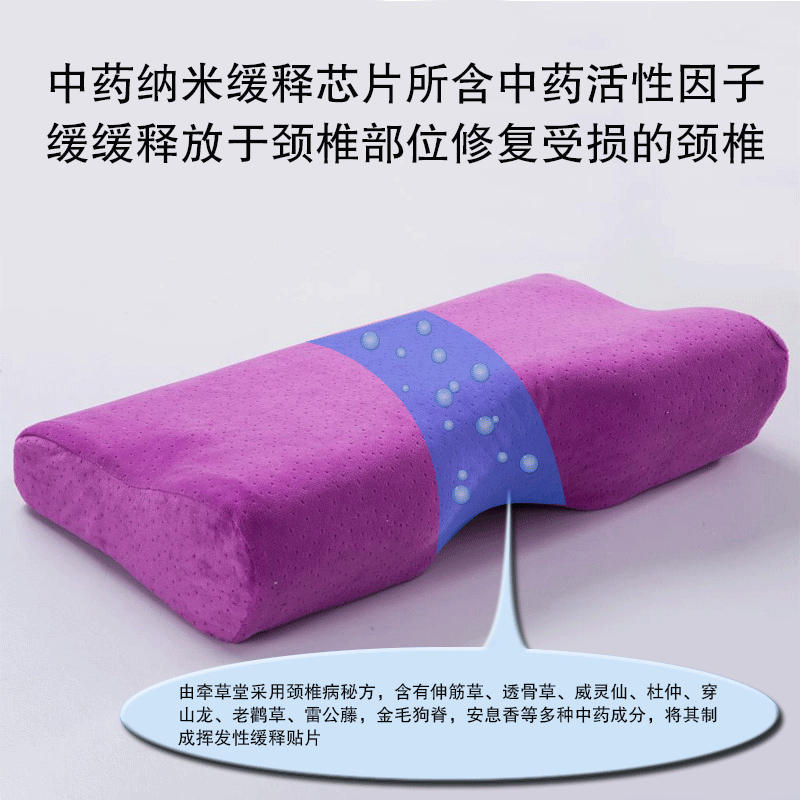 中药纳米缓释芯片所含中药活性因子
缓缓释放于颈椎部位修复受损的颈椎
由牵草堂采用颈椎病秘方，含有伸筋草、透骨草、威灵仙、杜仲、穿
山龙、老鹳草、雷公藤，金毛狗脊，安息香等多种中药成分，将其制
成挥发性缓释贴片